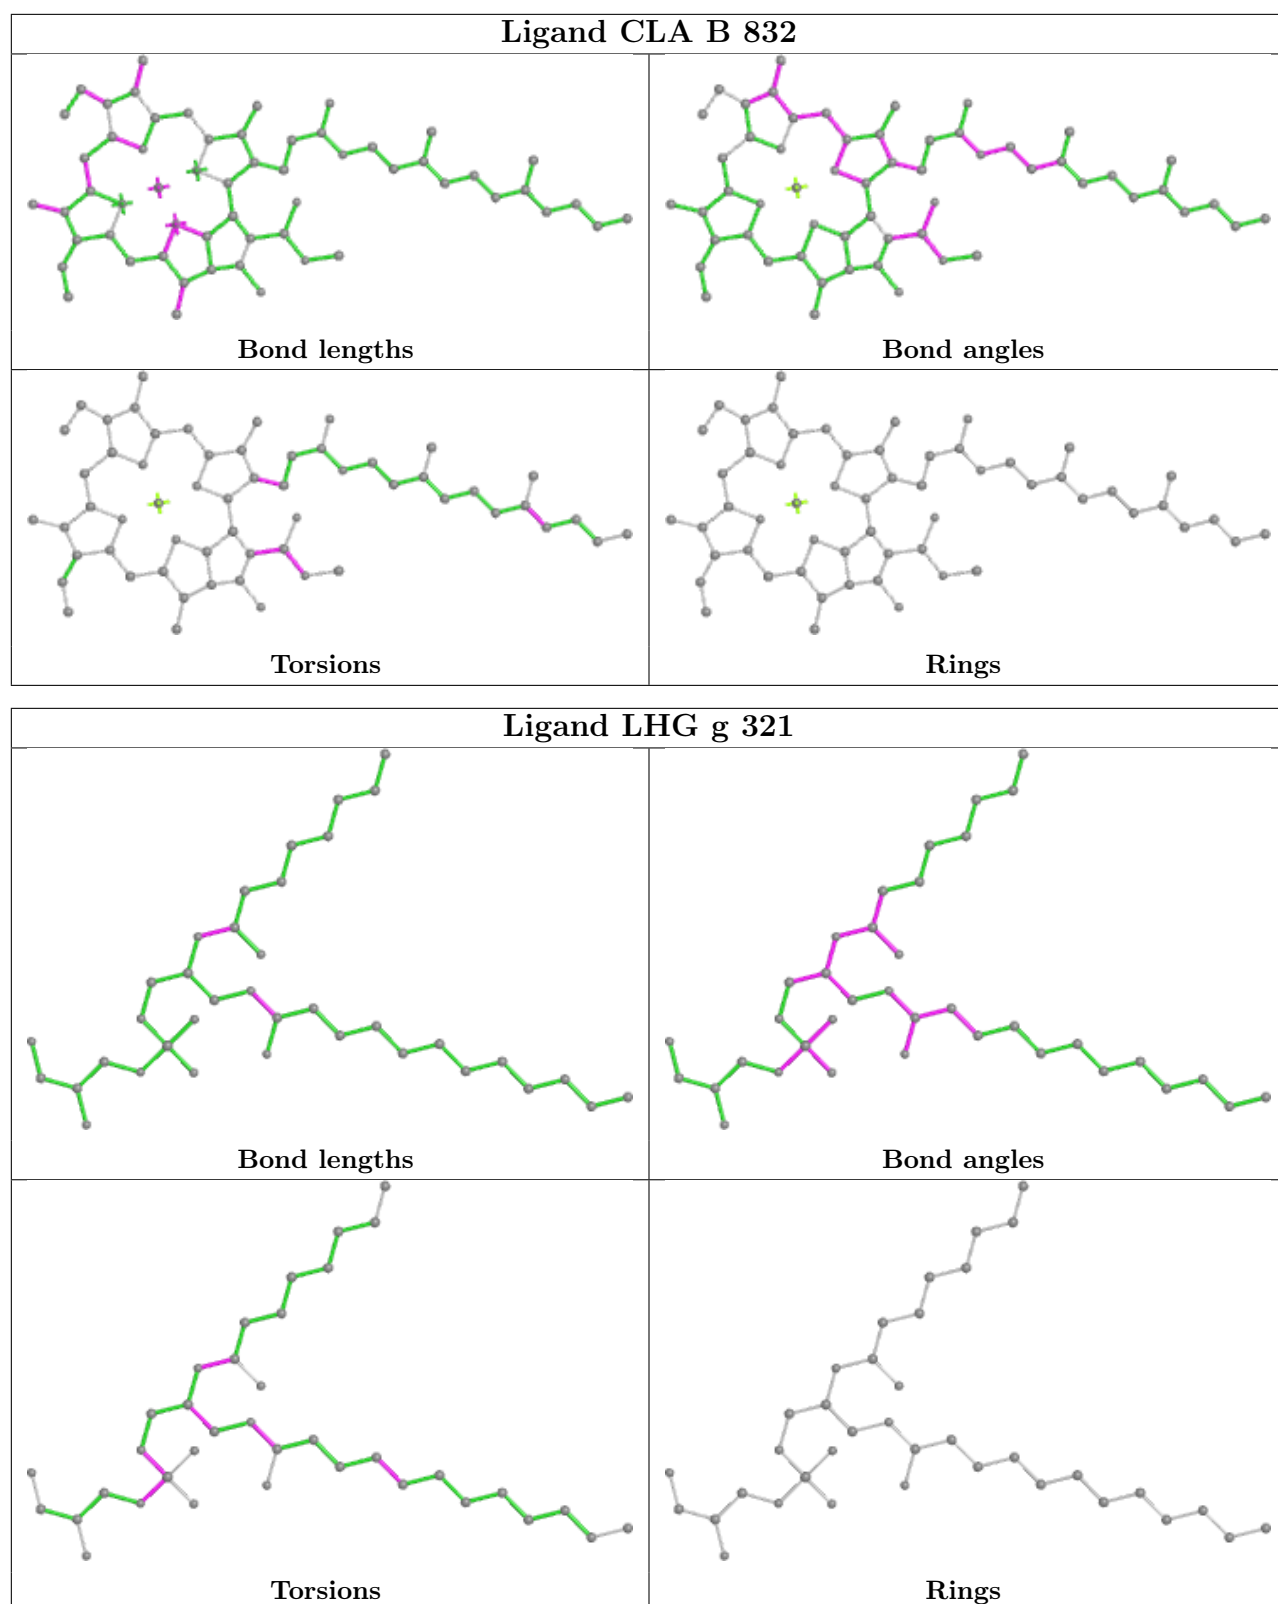 Ligand CLA B 832
Bond lengths
Bond angles
Torsions
Rings
Ligand LHG g 321
Bond lengths
Bond angles
Torsions
Rings